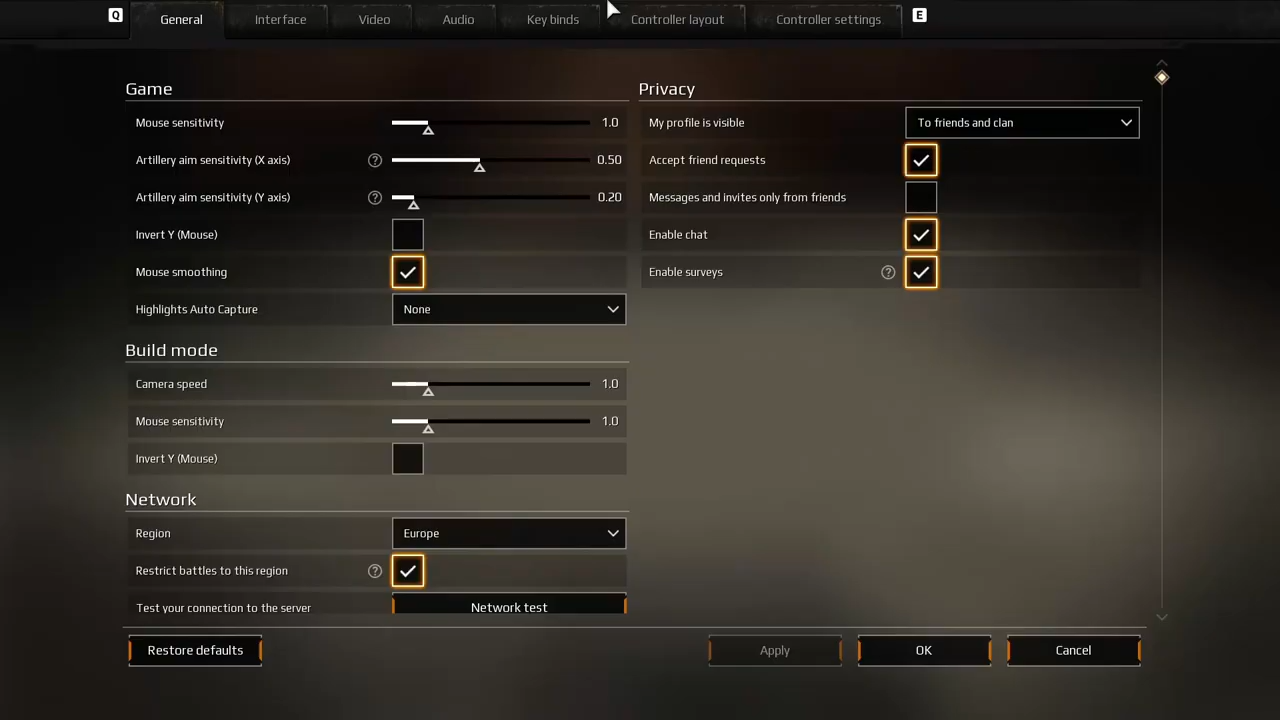 Q General Interface Video Audio Key binds Controller layout Controller settings E
Game
Mouse sensitivity 1.0
Artillery aim sensitivity (X axis) ? 0.50
Artillery aim sensitivity (Y axis) ? 0.20
Invert Y (Mouse)
Mouse smoothing
Highlights Auto Capture None
Build mode
Camera speed 1.0
Mouse sensitivity 1.0
Invert Y (Mouse)
Network
Region Europe
Restrict battles to this region ?
Test your connection to the server Network test
Privacy
My profile is visible To friends and clan
Accept friend requests
Messages and invites only from friends
Enable chat
Enable surveys ?
Restore defaults Apply OK Cancel